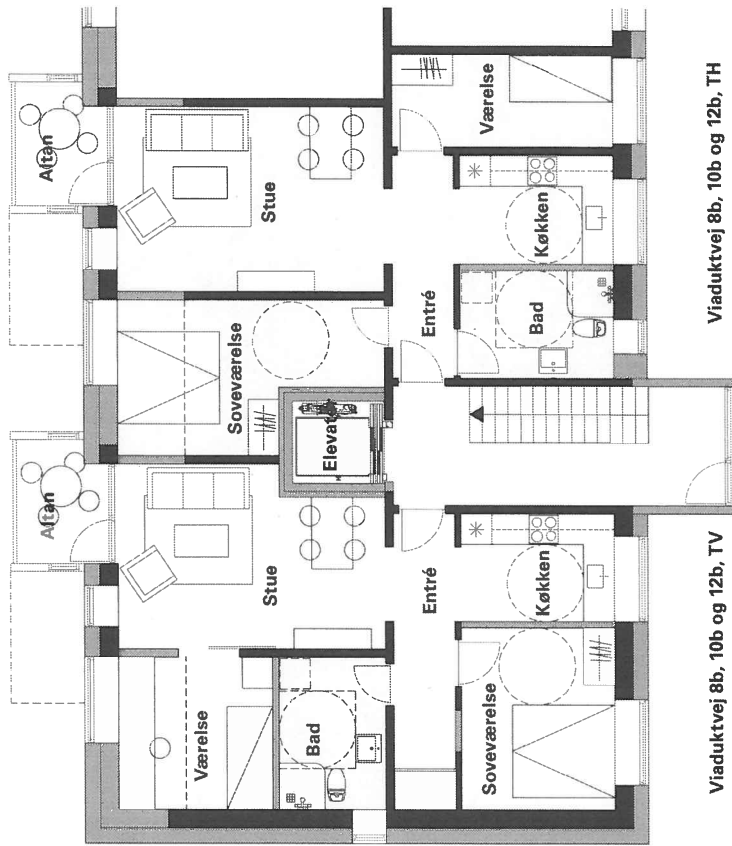 Altan
Altan
Værelse
Stue
Soveværelse
Elevator
Stue
Værelse
Bad
Entré
Køkken
Soveværelse
Entré
Bad
Køkken
Viaduktvej 8b, 10b og 12b, TV
Viaduktvej 8b, 10b og 12b, TH